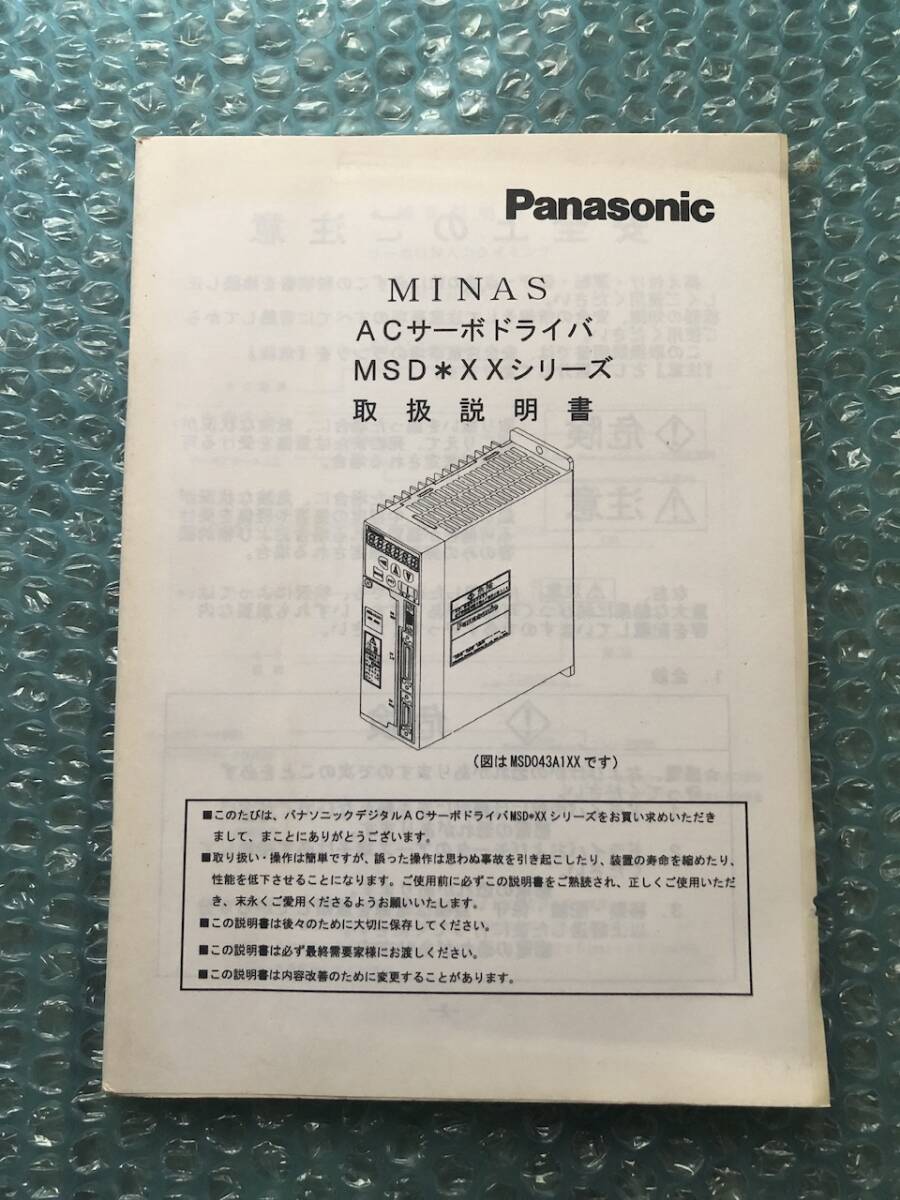 Panasonic
MINAS
ACサーボドライバ
MSD＊XXシリーズ
取扱説明書
Panasonic
（図はMSD043A1XXです）
■このたびは、パナソニックデジタルACサーボドライバMSD*XXシリーズをお買い求めいただき
まして、まことにありがとうございます。
■取り扱い・操作は簡単ですが、誤った操作は思わぬ事故を引き起こしたり、装置の寿命を縮めたり、
性能を低下させることになります。ご使用前に必ずこの説明書をご熟読され、正しくご使用いただ
き、末永くご愛用くださるようお願いいたします。
■この説明書は後々のために大切に保存してください。
■この説明書は必ず最終需要家様にお渡しください。
■この説明書は内容改善のために変更することがあります。